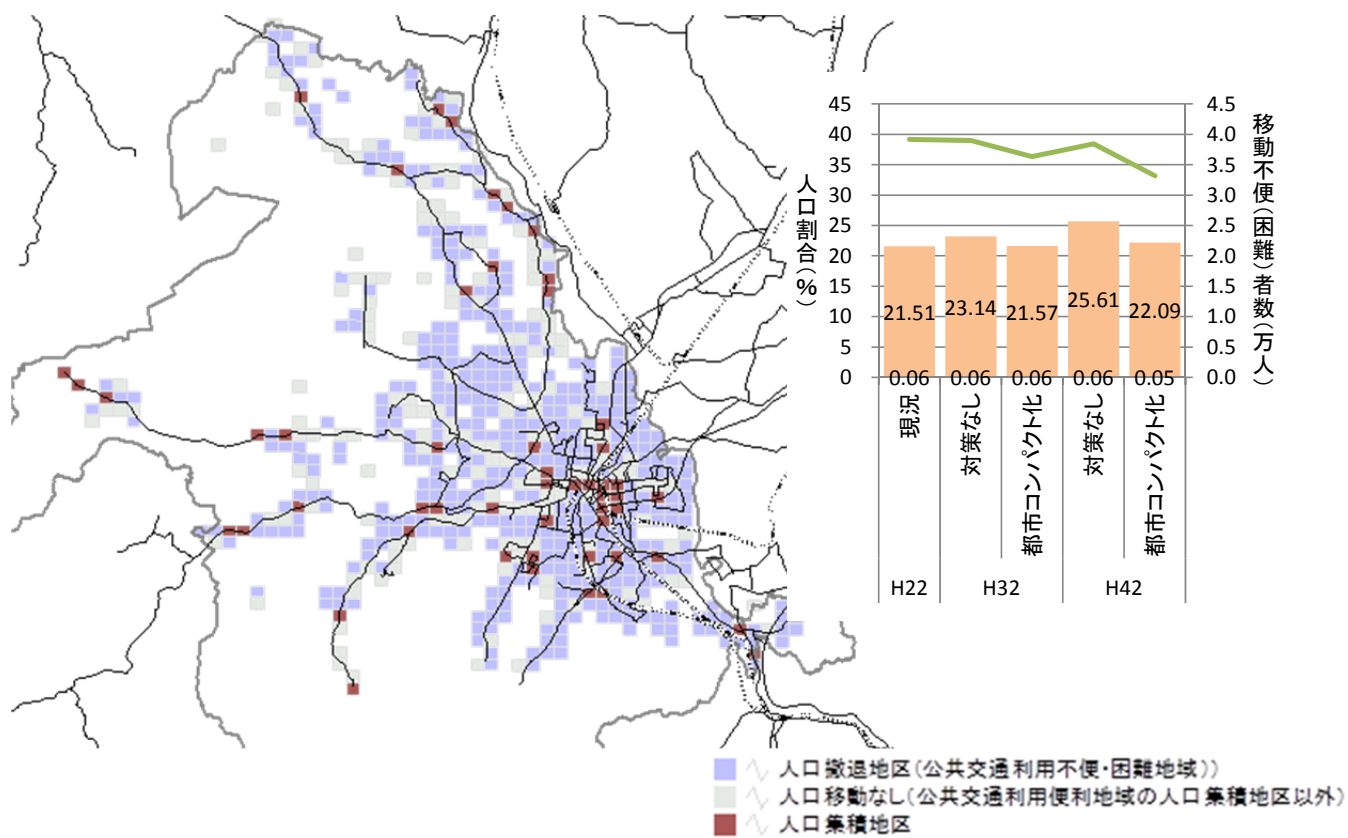 45
40
35
30
25
20
15
10
5
0
人口割合(%)
4.5
4.0
3.5
3.0
2.5
2.0
1.5
1.0
0.5
0.0
移動不便(困難)者数(万人)
21.51
23.14
21.57
25.61
22.09
0.06
0.06
0.06
0.06
0.05
現況
対策なし
都市コンパクト化
対策なし
都市コンパクト化
H22
H32
H42
人口撤退地区(公共交通利用不便・困難地域))
人口移動なし(公共交通利用便利地域の人口集積地区以外)
人口集積地区